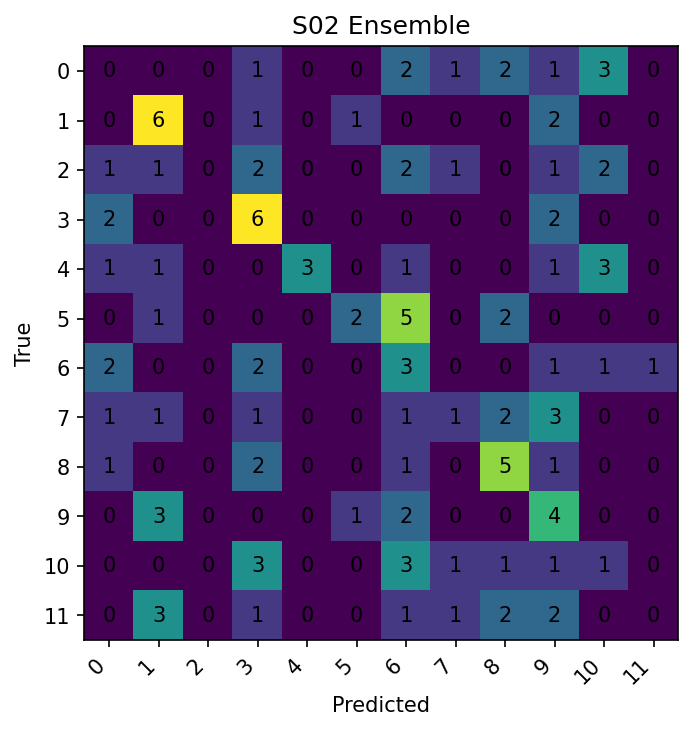 S02 Ensemble
0 0 0 0 1 0 0 2 1 2 1 3 0
1 0 6 0 1 0 1 0 0 0 2 0 0
2 1 1 0 2 0 0 2 1 0 1 2 0
3 2 0 0 6 0 0 0 0 0 2 0 0
4 1 1 0 0 3 0 1 0 0 1 3 0
5 0 1 0 0 0 2 5 0 2 0 0 0
6 2 0 0 2 0 0 3 0 0 1 1 1
7 1 1 0 1 0 0 1 1 2 3 0 0
8 1 0 0 2 0 0 1 0 5 1 0 0
9 0 3 0 0 0 1 2 0 0 4 0 0
10 0 0 0 3 0 0 3 1 1 1 1 0
11 0 3 0 1 0 0 1 1 2 2 0 0
True
0 1 2 3 4 5 6 7 8 9 10 11
Predicted